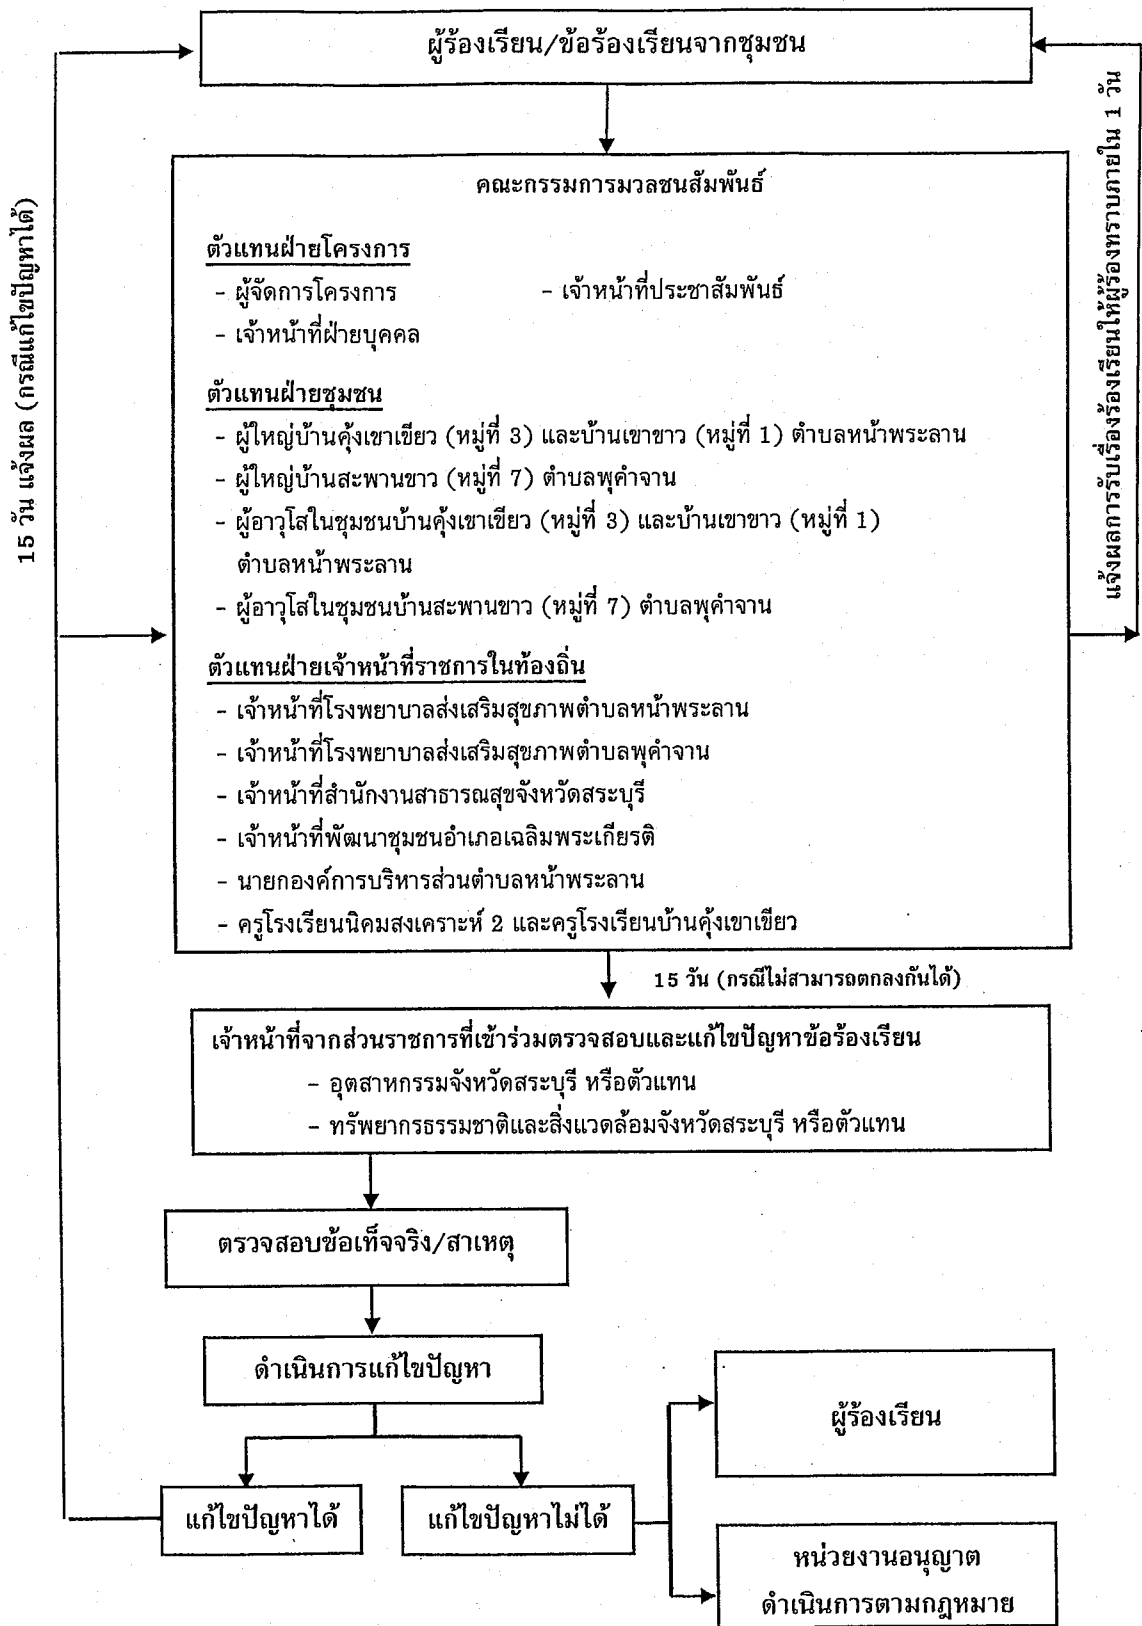 ผู้ร้องเรียน/ข้อร้องเรียนจากชุมชน
15 วัน แจ้งผล (กรณีแก้ไขปัญหาได้)
แจ้งผลการรับเรื่องร้องเรียนให้ผู้ร้องทราบภายใน 1 วัน
คณะกรรมการมวลชนสัมพันธ์
ตัวแทนฝ่ายโครงการ
- ผู้จัดการโครงการ - เจ้าหน้าที่ประชาสัมพันธ์
- เจ้าหน้าที่ฝ่ายบุคคล
ตัวแทนฝ่ายชุมชน
- ผู้ใหญ่บ้านคุ้งเขาเขียว (หมู่ที่ 3) และบ้านเขาขาว (หมู่ที่ 1) ตำบลหน้าพระลาน
- ผู้ใหญ่บ้านสะพานขาว (หมู่ที่ 7) ตำบลพุคำจาน
- ผู้อาวุโสในชุมชนบ้านคุ้งเขาเขียว (หมู่ที่ 3) และบ้านเขาขาว (หมู่ที่ 1)
ตำบลหน้าพระลาน
- ผู้อาวุโสในชุมชนบ้านสะพานขาว (หมู่ที่ 7) ตำบลพุคำจาน
ตัวแทนฝ่ายเจ้าหน้าที่ราชการในท้องถิ่น
- เจ้าหน้าที่โรงพยาบาลส่งเสริมสุขภาพตำบลหน้าพระลาน
- เจ้าหน้าที่โรงพยาบาลส่งเสริมสุขภาพตำบลพุคำจาน
- เจ้าหน้าที่สำนักงานสาธารณสุขจังหวัดสระบุรี
- เจ้าหน้าที่พัฒนาชุมชนอำเภอเฉลิมพระเกียรติ
- นายกองค์การบริหารส่วนตำบลหน้าพระลาน
- ครูโรงเรียนนิคมสงเคราะห์ 2 และครูโรงเรียนบ้านคุ้งเขาเขียว
15 วัน (กรณีไม่สามารถตกลงกันได้)
เจ้าหน้าที่จากส่วนราชการที่เข้าร่วมตรวจสอบและแก้ไขปัญหาข้อร้องเรียน
- อุตสาหกรรมจังหวัดสระบุรี หรือตัวแทน
- ทรัพยากรธรรมชาติและสิ่งแวดล้อมจังหวัดสระบุรี หรือตัวแทน
ตรวจสอบข้อเท็จจริง/สาเหตุ
ดำเนินการแก้ไขปัญหา
แก้ไขปัญหาได้
แก้ไขปัญหาไม่ได้
ผู้ร้องเรียน
หน่วยงานอนุญาต
ดำเนินการตามกฎหมาย